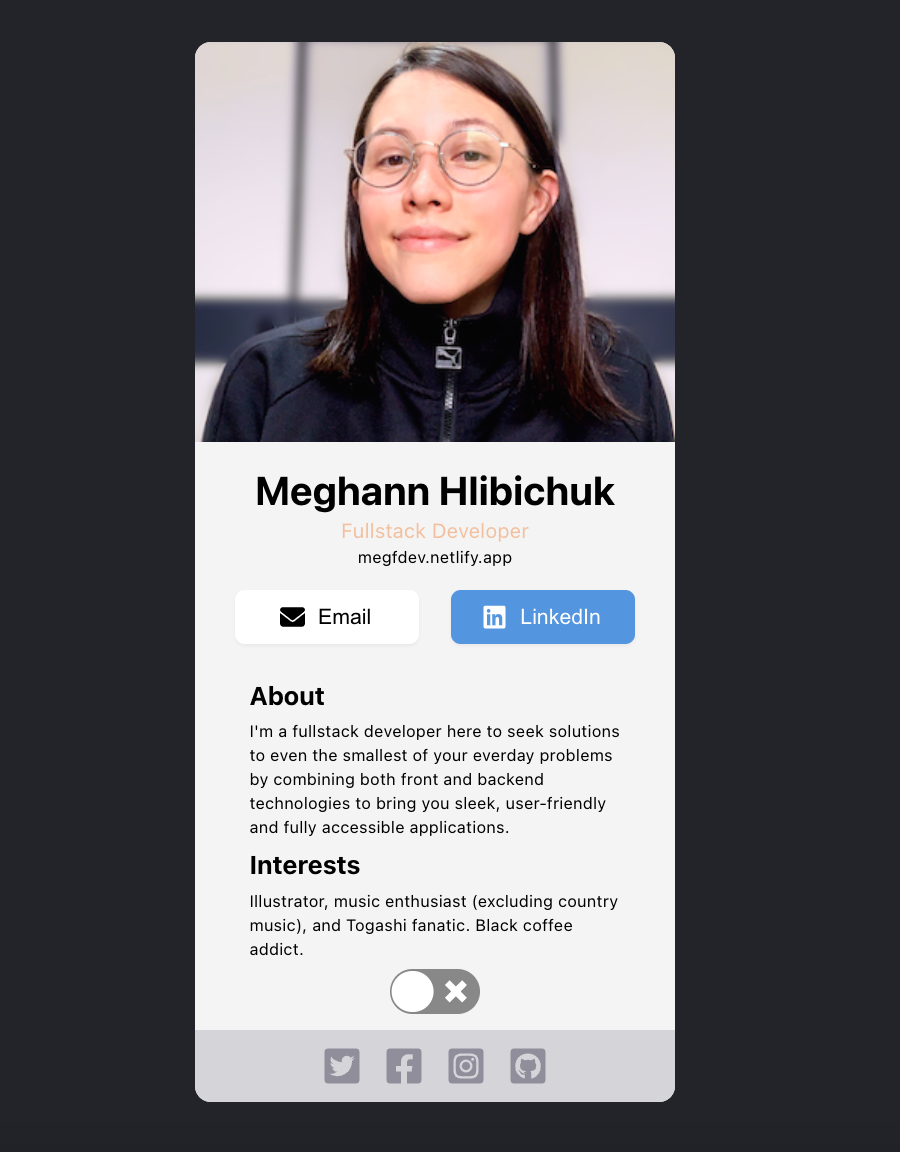 Meghann Hlibichuk
Fullstack Developer
megfdev.netlify.app
Email
LinkedIn
About
I'm a fullstack developer here to seek solutions
to even the smallest of your everday problems
by combining both front and backend
technologies to bring you sleek, user-friendly
and fully accessible applications.
Interests
Illustrator, music enthusiast (excluding country
music), and Togashi fanatic. Black coffee
addict.